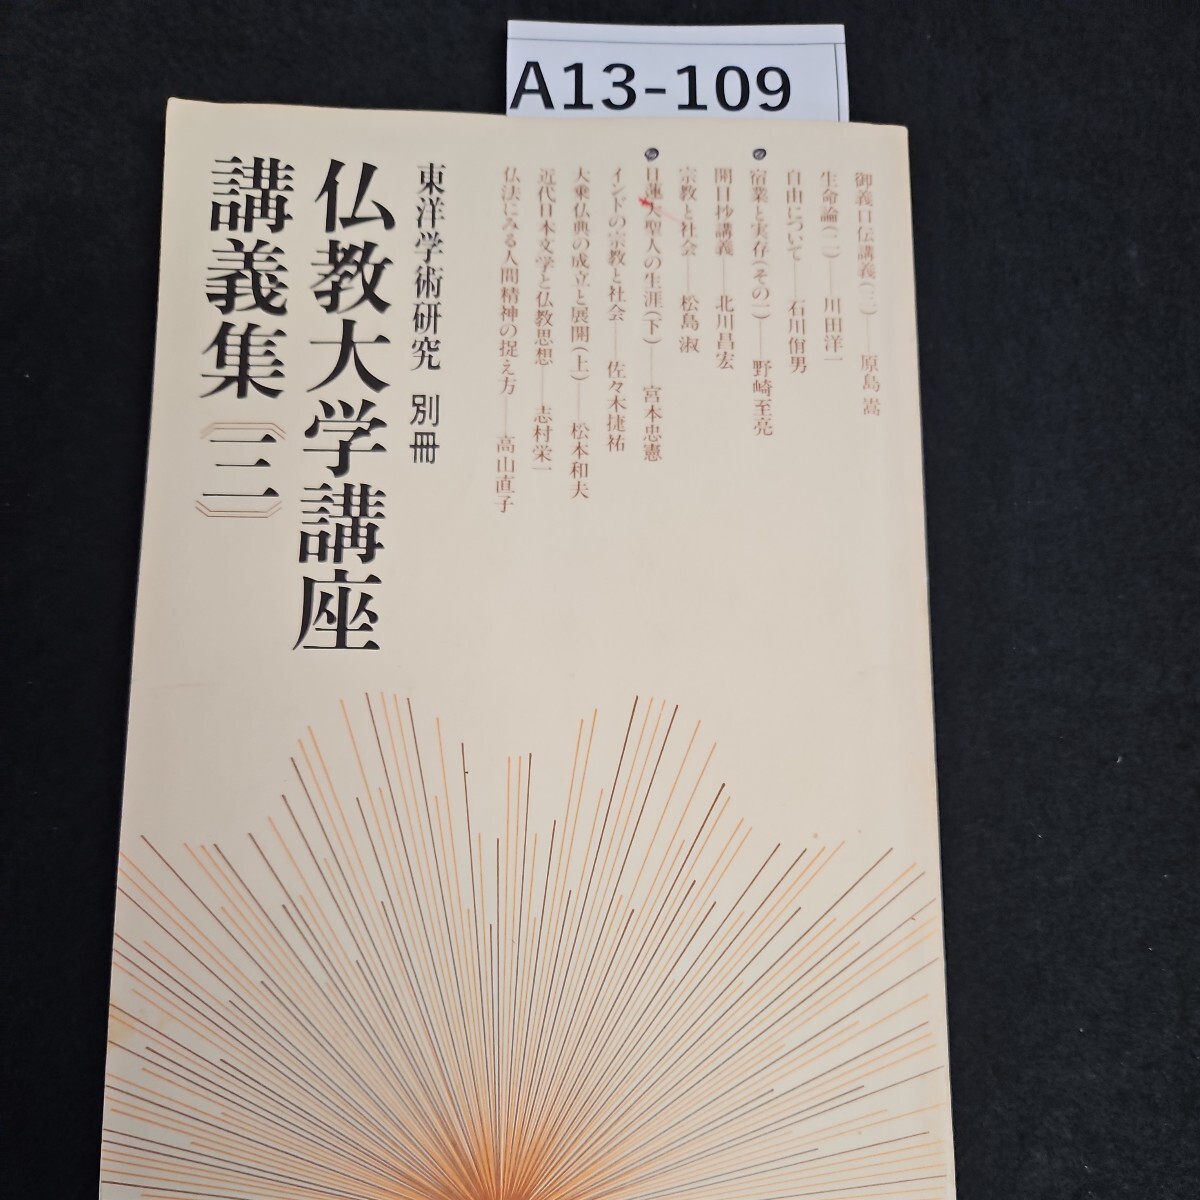 A13-109
御義口伝講義(三)――原島嵩
生命論(二)――川田洋一
自由について――石川佾男
宿業と実存(その一)――野崎至亮
開目抄講義――北川昌宏
宗教と社会――松島淑
日蓮大聖人の生涯(下)――宮本忠憲
インドの宗教と社会――佐々木捷祐
大乗仏典の成立と展開(上)――松本和夫
近代日本文学と仏教思想――志村栄一
仏法にみる人間精神の捉え方――高山直子
東洋学術研究 別冊
仏教大学講座
講義集〔三〕